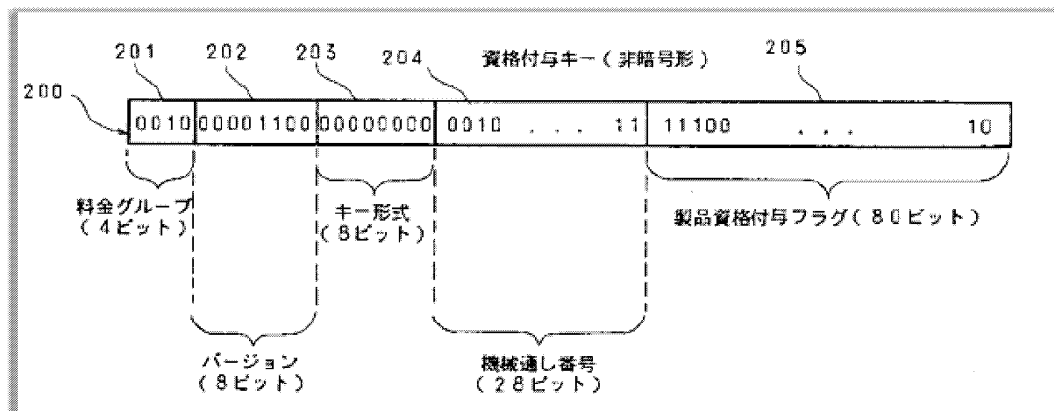 201 202 203 204 資格付与キー(非暗号形) 205
200
0010 00001100 00000000 0010 . . . 11 11100 . . . 10
料金グループ キー形式 製品資格付与フラグ(80ビット)
(4ビット) (8ビット)
バージョン 機械通し番号
(8ビット) (28ビット)